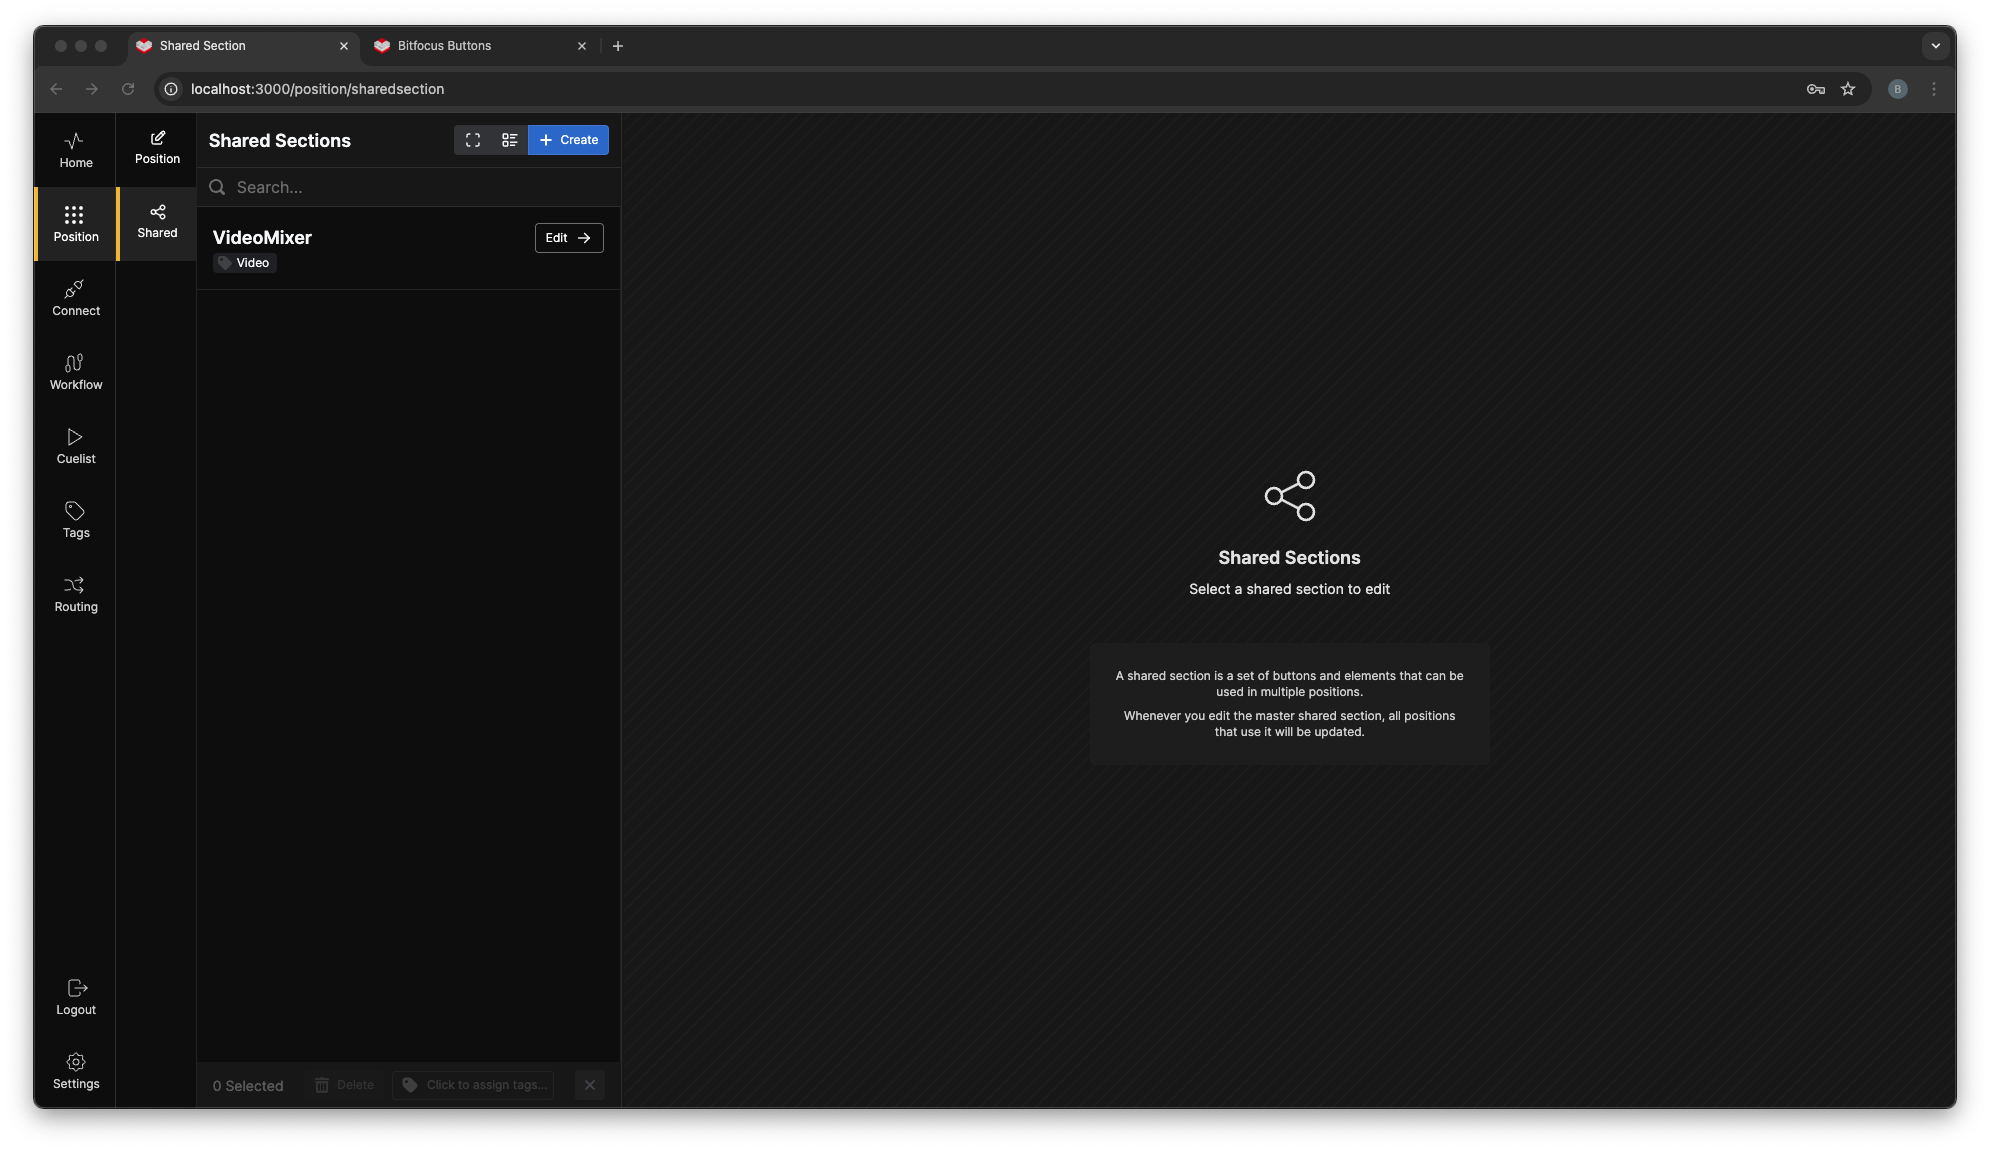 Shared Section
Bitfocus Buttons
localhost:3000/position/sharedsection
B
Home
Position
Connect
Workflow
Cuelist
Tags
Routing
Logout
Settings
Position
Shared
Shared Sections
Create
Search...
VideoMixer
Edit
Video
0 Selected
Delete
Click to assign tags...
Shared Sections
Select a shared section to edit
A shared section is a set of buttons and elements that can be
used in multiple positions.
Whenever you edit the master shared section, all positions
that use it will be updated.